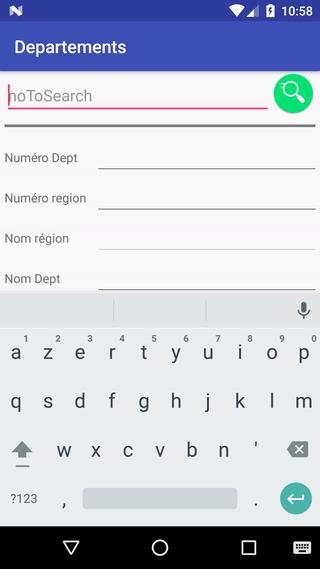 10:58
Departements
noToSearch
Numéro Dept
Numéro region
Nom région
Nom Dept
1 2 3 4 5 6 7 8 9 0
a z e r t y u i o p
q s d f g h j k l m
w x c v b n '
?123 , .